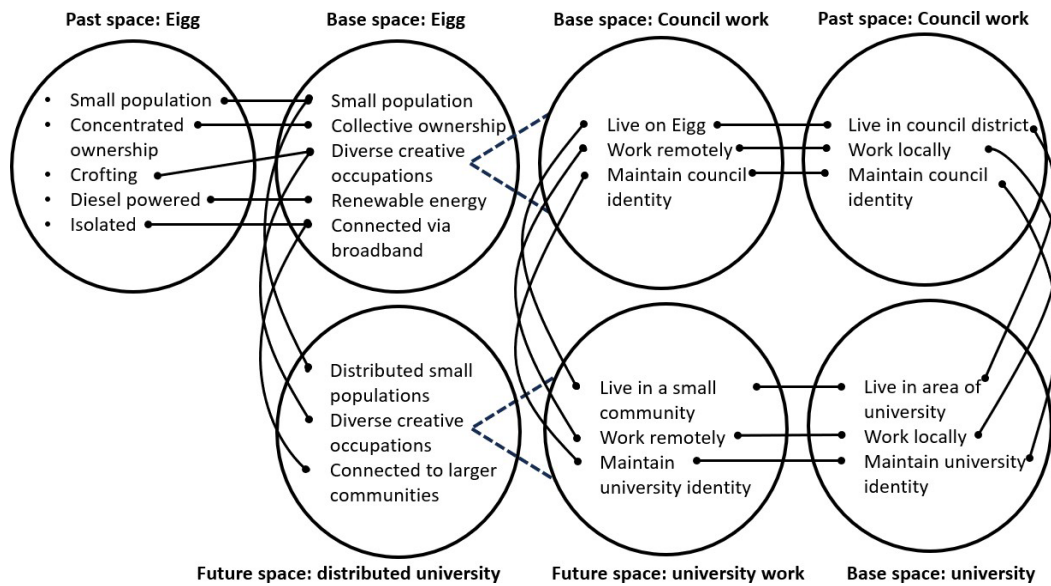 Past space: Eigg
Base space: Eigg
Base space: Council work
Past space: Council work
• Small population
• Concentrated
ownership
• Crofting
• Diesel powered
• Isolated
Small population
Collective ownership
Diverse creative
occupations
Renewable energy
Connected via
broadband
Live on Eigg
Work remotely
Maintain council
identity
Live in council district
Work locally
Maintain council
identity
Distributed small
populations
Diverse creative
occupations
Connected to larger
communities
Live in a small
community
Work remotely
Maintain
university identity
Live in area of
university
Work locally
Maintain university
identity
Future space: distributed university
Future space: university work
Base space: university